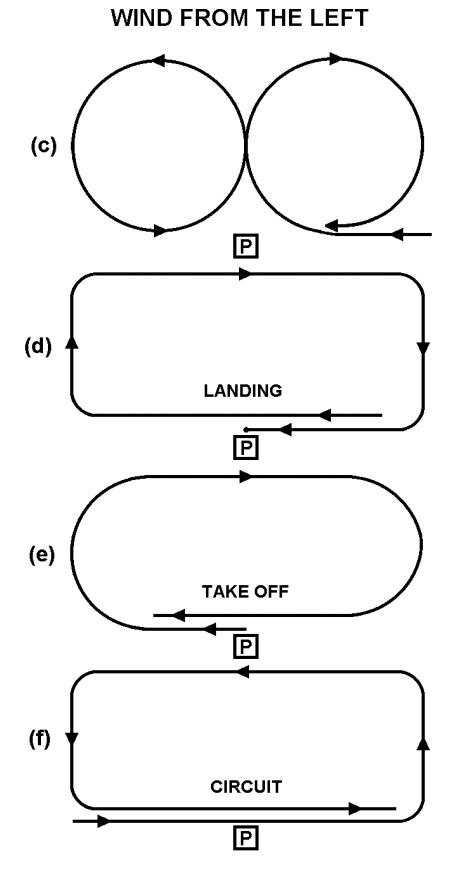 WIND FROM THE LEFT
(c)
P
(d)
LANDING
P
(e)
TAKE OFF
P
(f)
CIRCUIT
P